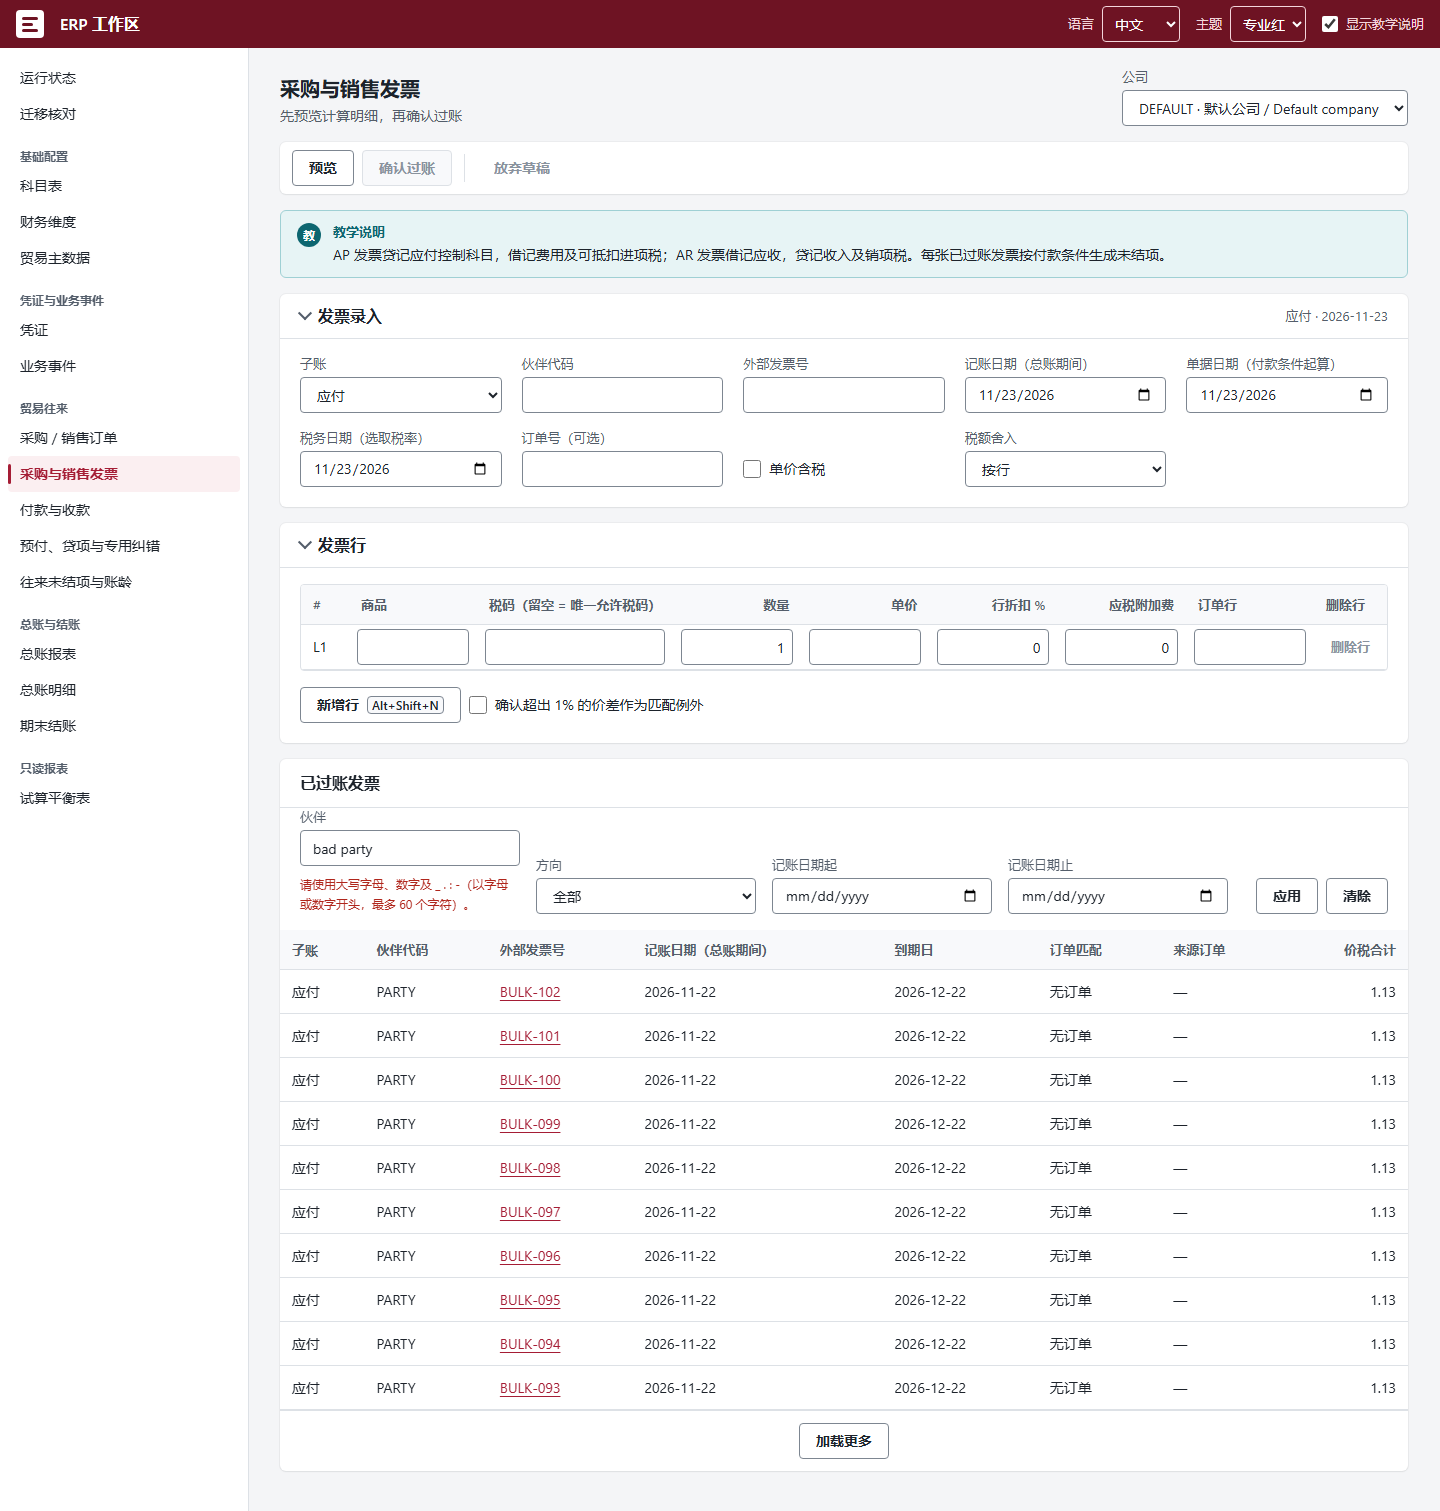 ERP 工作区
语言 中文 主题 专业红 显示教学说明
运行状态
迁移核对
基础配置
科目表
财务维度
贸易主数据
凭证与业务事件
凭证
业务事件
贸易往来
采购 / 销售订单
采购与销售发票
付款与收款
预付、贷项与专用纠错
往来未结项与账龄
总账与结账
总账报表
总账明细
期末结账
只读报表
试算平衡表
采购与销售发票
先预览计算明细，再确认过账
公司
DEFAULT · 默认公司 / Default company
预览 确认过账 放弃草稿
教 教学说明
AP 发票贷记应付控制科目，借记费用及可抵扣进项税；AR 发票借记应收，贷记收入及销项税。每张已过账发票按付款条件生成未结项。
发票录入 应付 · 2026-11-23
子账 伙伴代码 外部发票号 记账日期（总账期间） 单据日期（付款条件起算）
应付 11/23/2026 11/23/2026
税务日期（选取税率） 订单号（可选） 税额舍入
11/23/2026 单价含税 按行
发票行
# 商品 税码（留空 = 唯一允许税码） 数量 单价 行折扣 % 应税附加费 订单行 删除行
L1 1 0 0 删除行
新增行 Alt+Shift+N 确认超出 1% 的价差作为匹配例外
已过账发票
伙伴
bad party
请使用大写字母、数字及 _ . : -（以字母
或数字开头，最多 60 个字符）。
方向 记账日期起 记账日期止
全部 mm/dd/yyyy mm/dd/yyyy 应用 清除
子账 伙伴代码 外部发票号 记账日期（总账期间） 到期日 订单匹配 来源订单 价税合计
应付 PARTY BULK-102 2026-11-22 2026-12-22 无订单 — 1.13
应付 PARTY BULK-101 2026-11-22 2026-12-22 无订单 — 1.13
应付 PARTY BULK-100 2026-11-22 2026-12-22 无订单 — 1.13
应付 PARTY BULK-099 2026-11-22 2026-12-22 无订单 — 1.13
应付 PARTY BULK-098 2026-11-22 2026-12-22 无订单 — 1.13
应付 PARTY BULK-097 2026-11-22 2026-12-22 无订单 — 1.13
应付 PARTY BULK-096 2026-11-22 2026-12-22 无订单 — 1.13
应付 PARTY BULK-095 2026-11-22 2026-12-22 无订单 — 1.13
应付 PARTY BULK-094 2026-11-22 2026-12-22 无订单 — 1.13
应付 PARTY BULK-093 2026-11-22 2026-12-22 无订单 — 1.13
加载更多